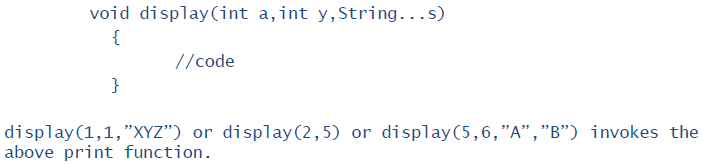 void display(int a,int y,String...s)
{
//code
}
display(1,1,”XYZ”) or display(2,5) or display(5,6,”A”,”B”) invokes the
above print function.